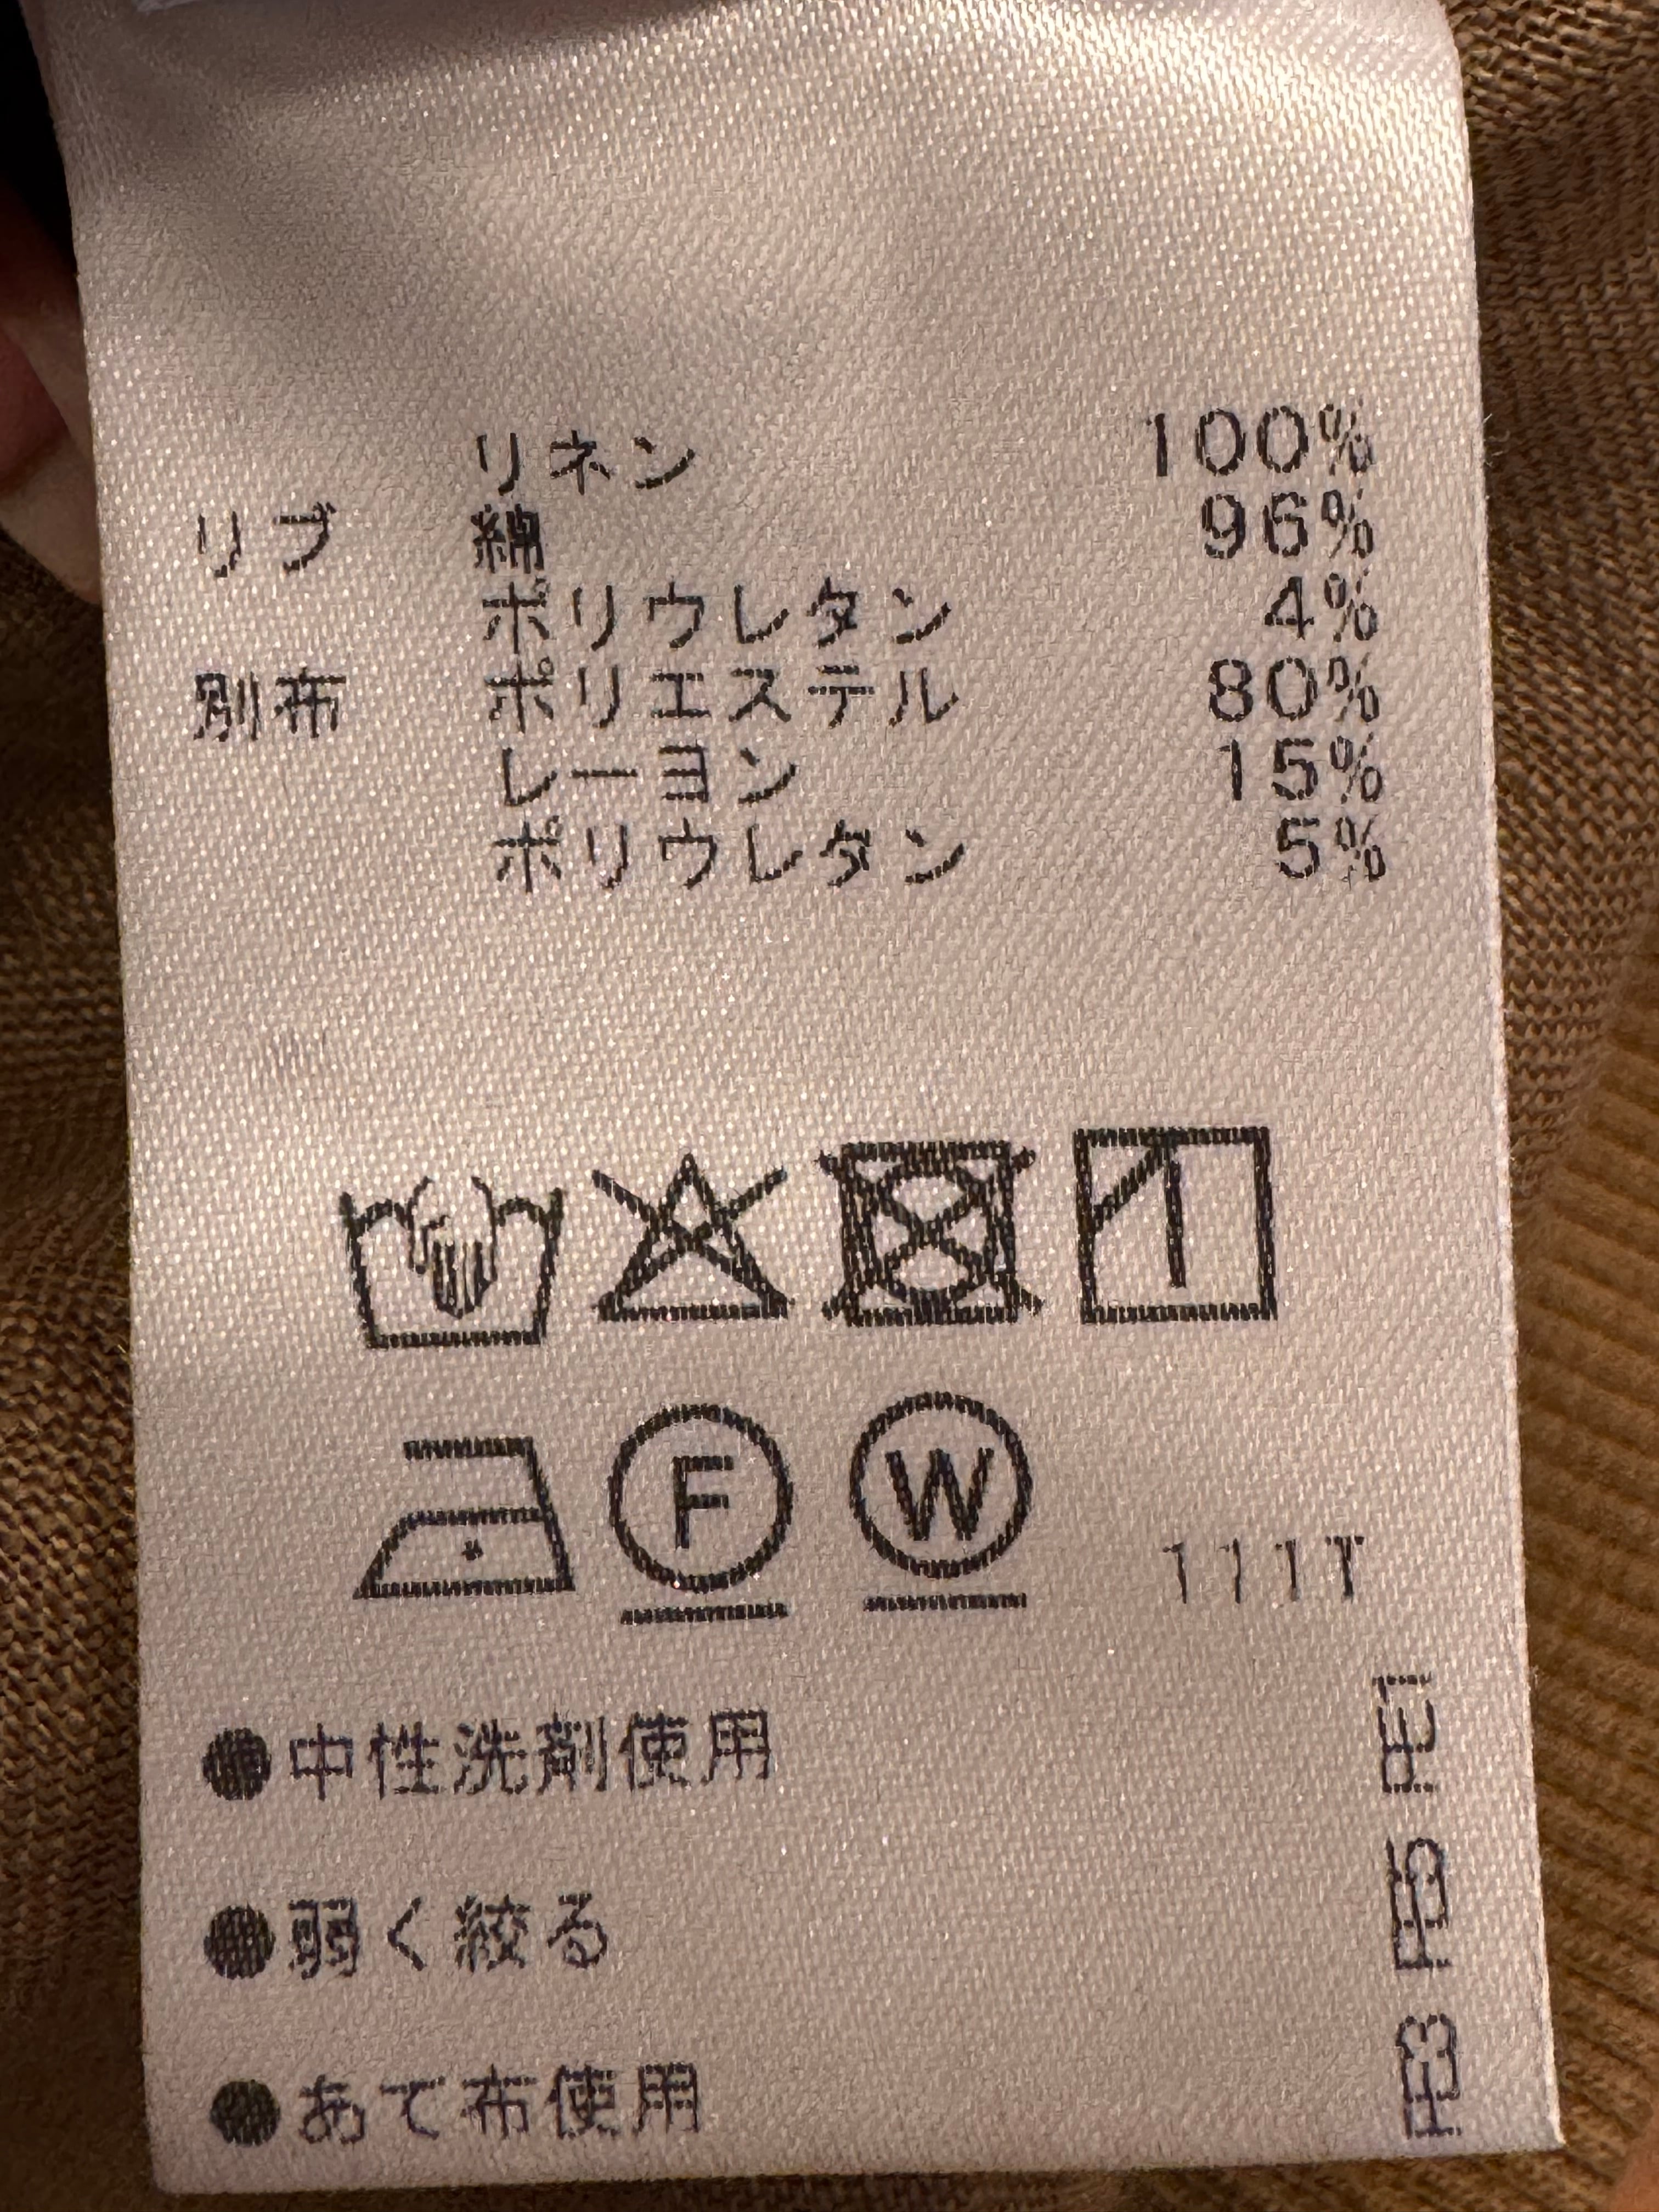 リネン 100%
リブ 綿 96%
ポリウレタン 4%
別布 ポリエステル 80%
レーヨン 15%
ポリウレタン 5%
F W 111T
●中性洗剤使用
●弱く絞る
●あて布使用